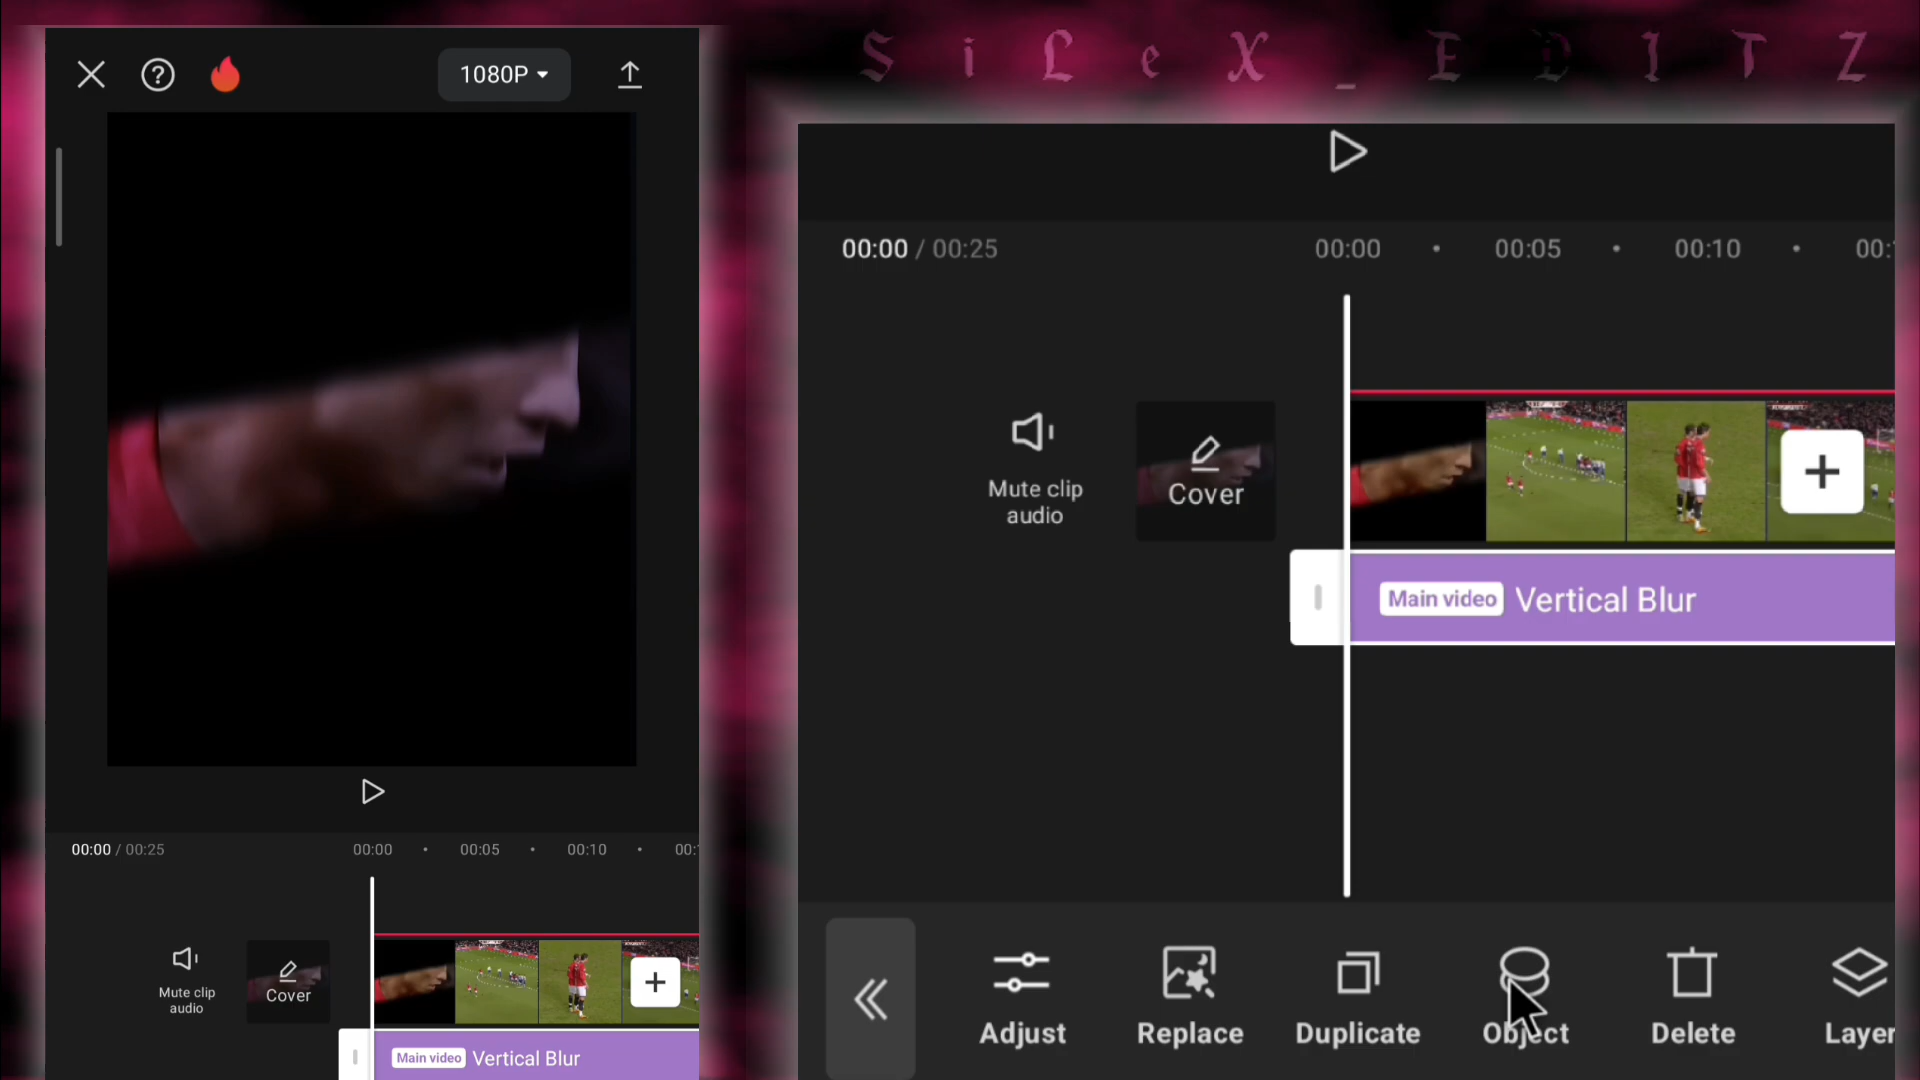 SiLeX_EDITZ
1080P
00:00 / 00:25
00:00
00:05
00:10
Mute clip
audio
Cover
Main video Vertical Blur
00:00 / 00:25
00:00
00:05
00:10
Mute clip
audio
Cover
Main video Vertical Blur
Adjust
Replace
Duplicate
Object
Delete
Layer